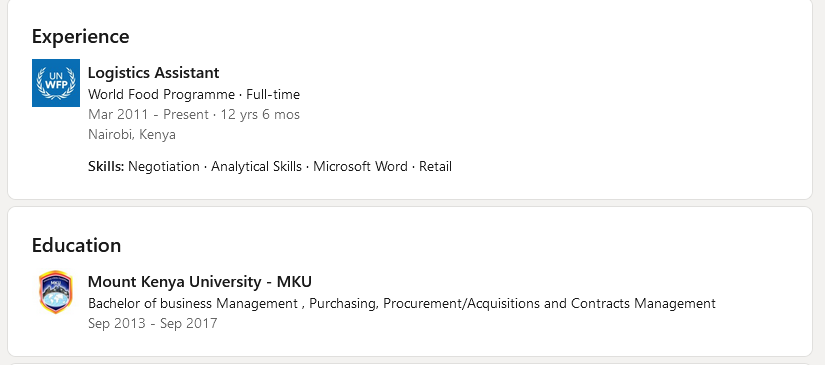 Experience
UN
WFP
Logistics Assistant
World Food Programme · Full-time
Mar 2011 - Present · 12 yrs 6 mos
Nairobi, Kenya
Skills: Negotiation · Analytical Skills · Microsoft Word · Retail
Education
MKU
Mount Kenya University - MKU
Bachelor of business Management , Purchasing, Procurement/Acquisitions and Contracts Management
Sep 2013 - Sep 2017